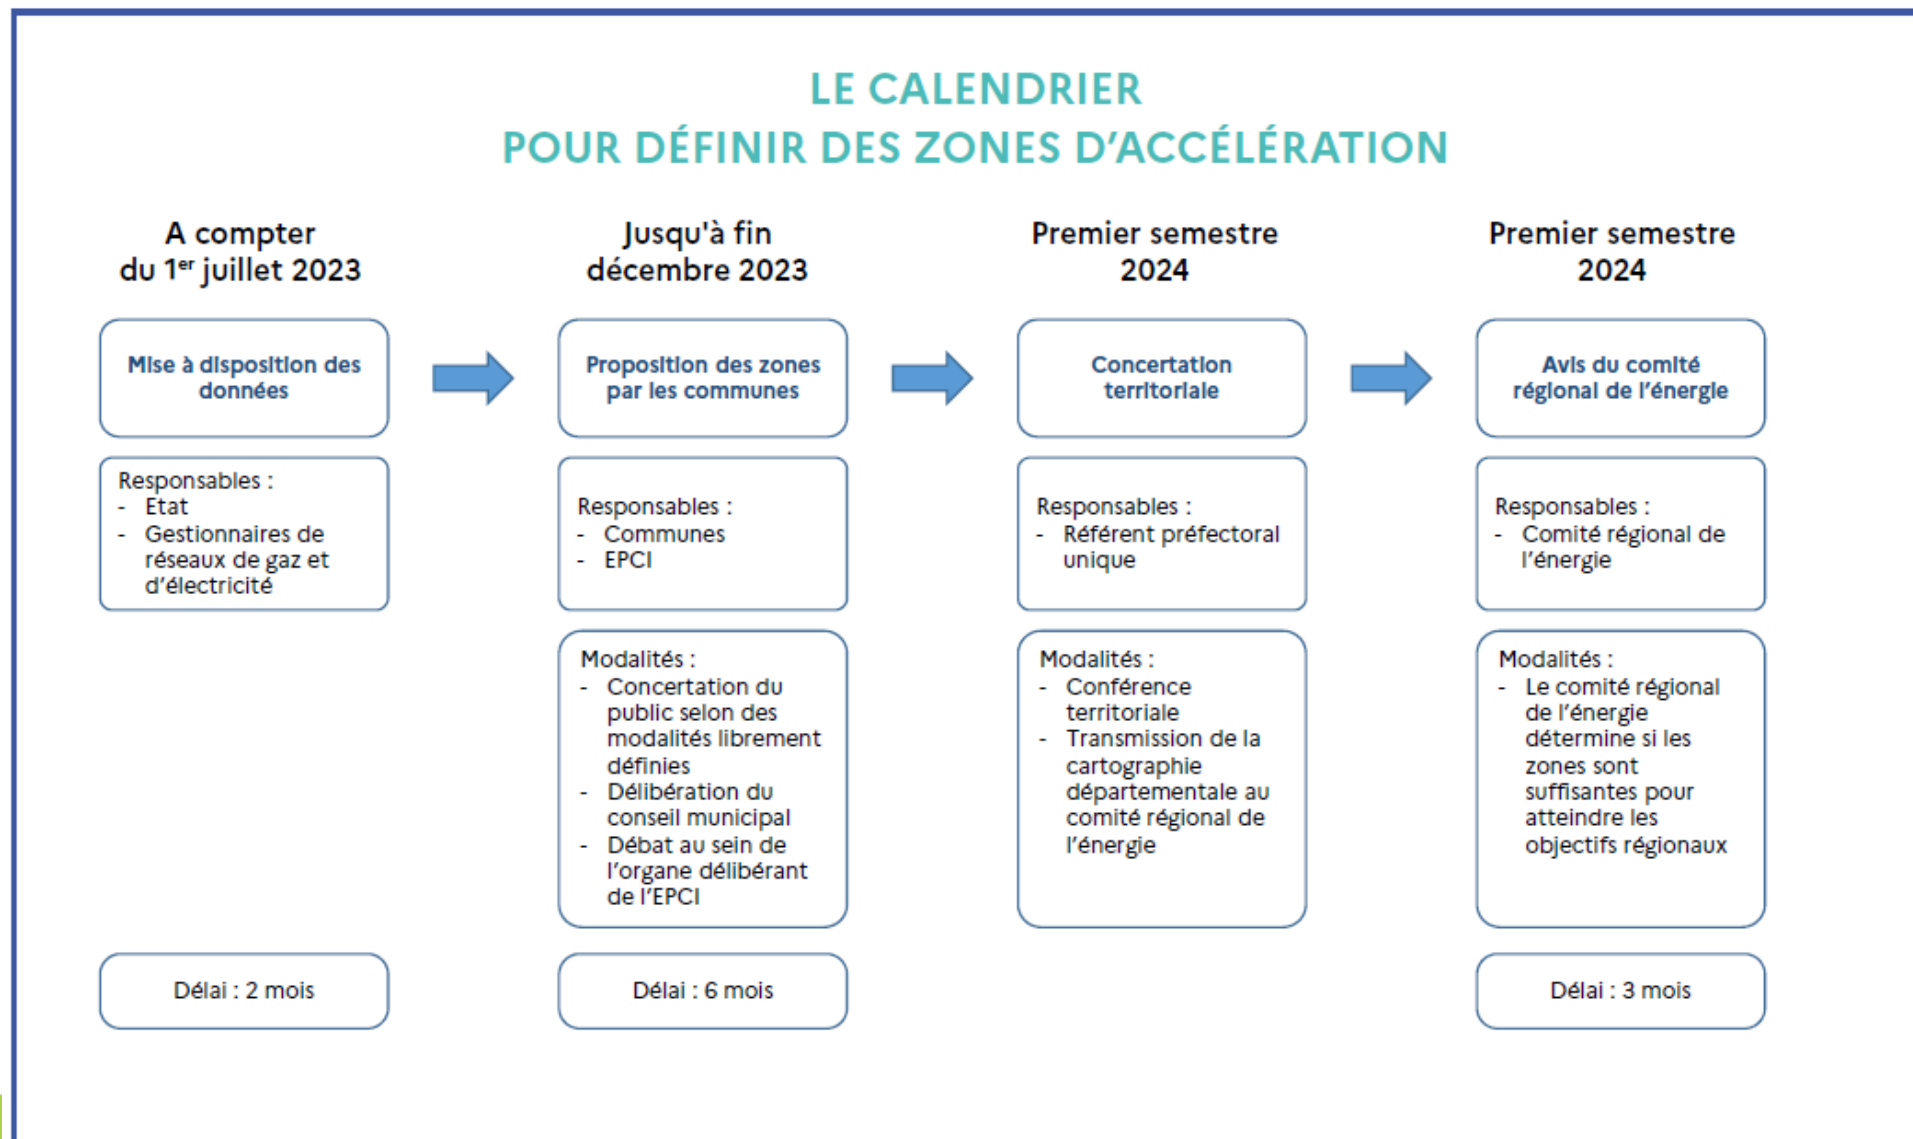 LE CALENDRIER
POUR DÉFINIR DES ZONES D'ACCÉLÉRATION
A compter
du 1er juillet 2023
Mise à disposition des
données
Responsables :
- Etat
- Gestionnaires de
réseaux de gaz et
d'électricité
Délai : 2 mois
Jusqu'à fin
décembre 2023
Proposition des zones
par les communes
Responsables :
- Communes
- EPCI
Modalités :
- Concertation du
public selon des
modalités librement
définies
- Délibération du
conseil municipal
- Débat au sein de
l'organe délibérant
de l'EPCI
Délai : 6 mois
Premier semestre
2024
Concertation
territoriale
Responsables :
- Référent préfectoral
unique
Modalités :
- Conférence
territoriale
- Transmission de la
cartographie
départementale au
comité régional de
l'énergie
Premier semestre
2024
Avis du comité
régional de l'énergie
Responsables :
- Comité régional de
l'énergie
Modalités :
- Le comité régional
de l'énergie
détermine si les
zones sont
suffisantes pour
atteindre les
objectifs régionaux
Délai : 3 mois